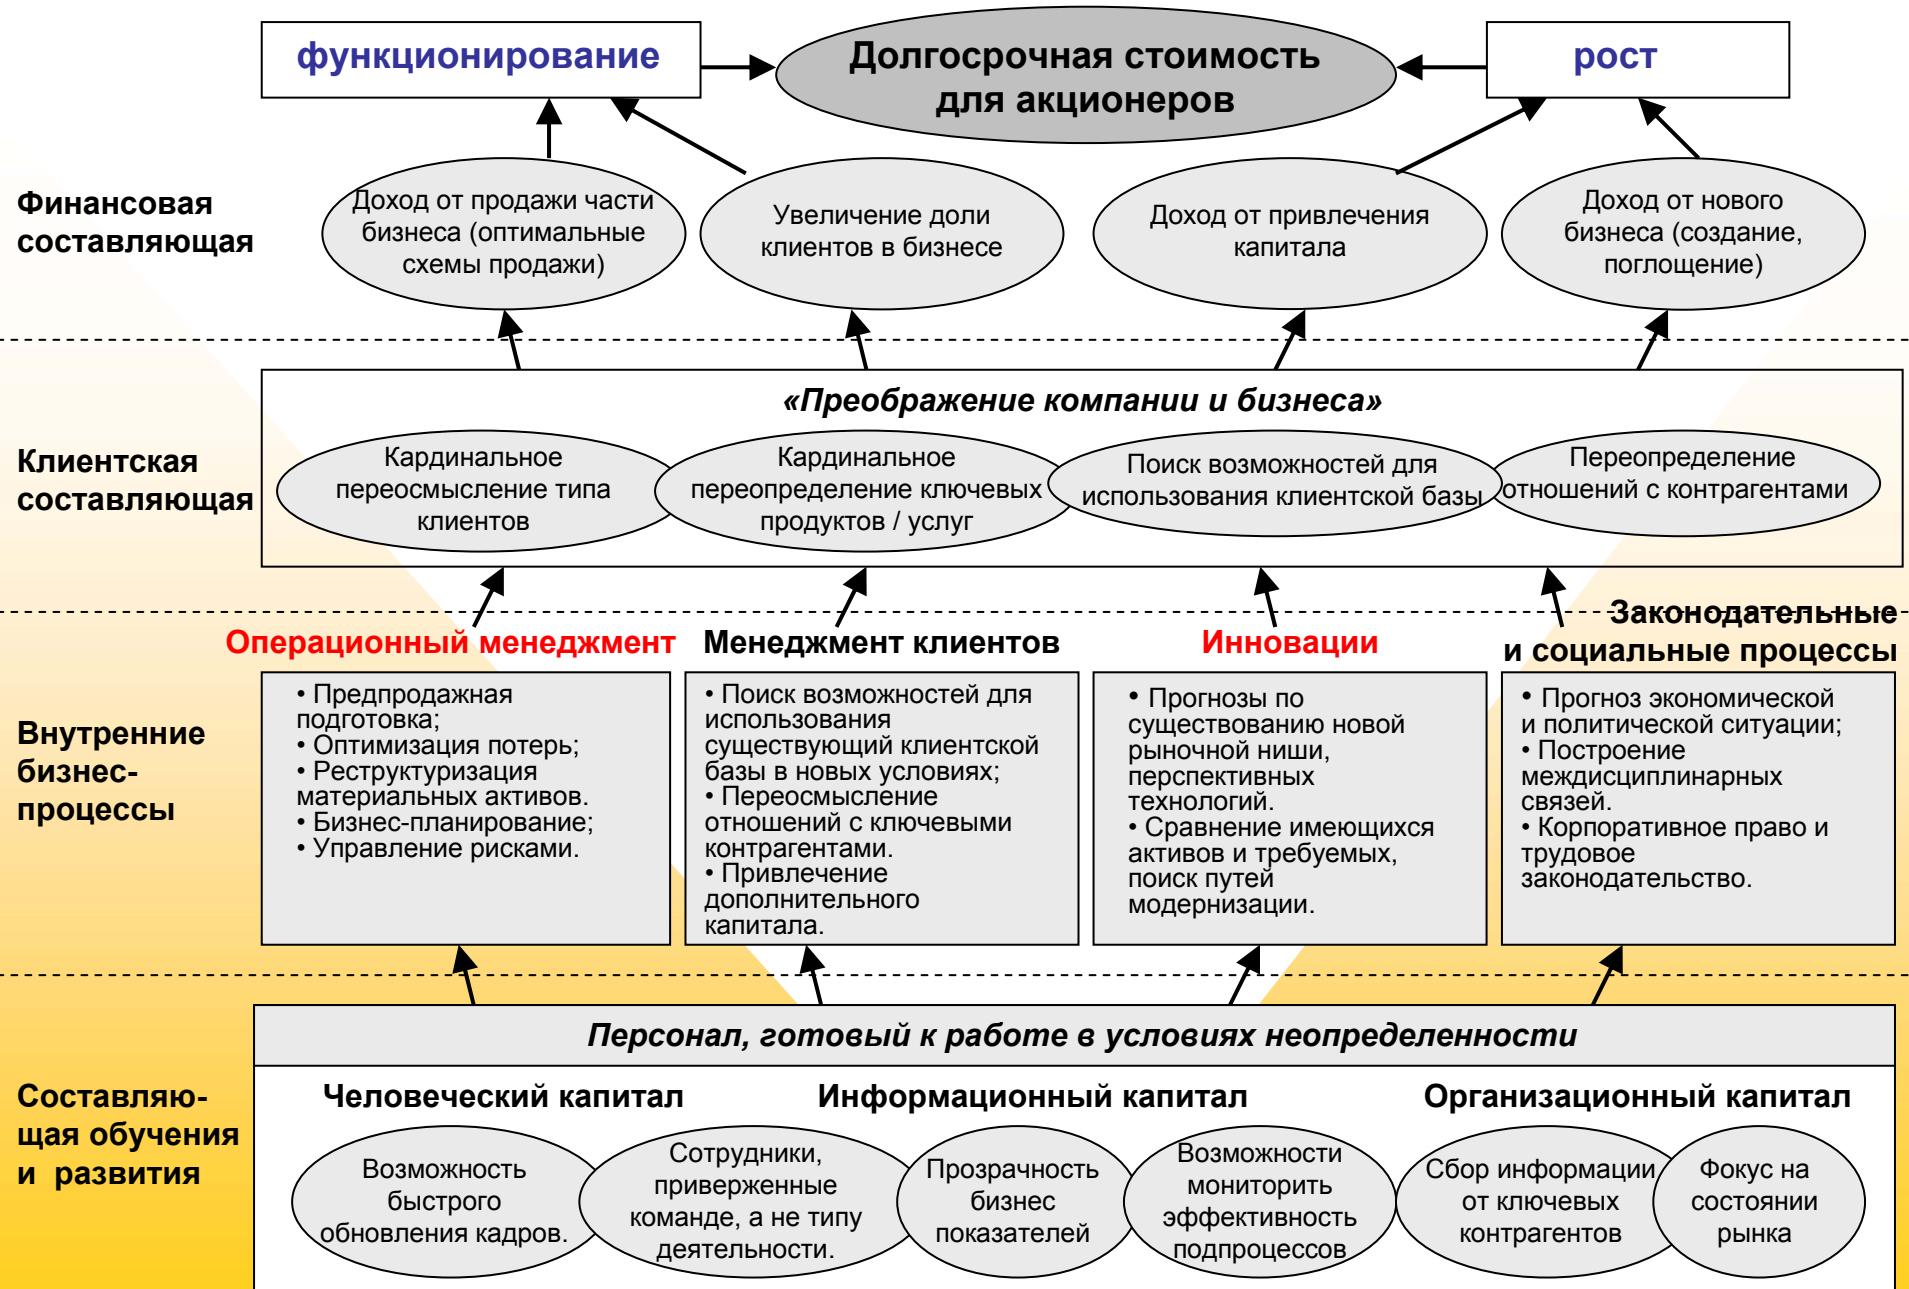 функционирование
Долгосрочная стоимость
для акционеров
рост
Финансовая
составляющая
Доход от продажи части
бизнеса (оптимальные
схемы продажи)
Увеличение доли
клиентов в бизнесе
Доход от привлечения
капитала
Доход от нового
бизнеса (создание,
поглощение)
Клиентская
составляющая
«Преображение компании и бизнеса»
Кардинальное
переосмысление типа
клиентов
Кардинальное
переопределение ключевых
продуктов / услуг
Поиск возможностей для
использования клиентской базы
Переопределение
отношений с контрагентами
Внутренние
бизнес-
процессы
Операционный менеджмент
• Предпродажная
подготовка;
• Оптимизация потерь;
• Реструктуризация
материальных активов.
• Бизнес-планирование;
• Управление рисками.
Менеджмент клиентов
• Поиск возможностей для
использования
существующий клиентской
базы в новых условиях;
• Переосмысление
отношений с ключевыми
контрагентами.
• Привлечение
дополнительного
капитала.
Инновации
• Прогнозы по
существованию новой
рыночной ниши,
перспективных
технологий.
• Сравнение имеющихся
активов и требуемых,
поиск путей
модернизации.
Законодательные
и социальные процессы
• Прогноз экономической
и политической ситуации;
• Построение
междисциплинарных
связей.
• Корпоративное право и
трудовое
законодательство.
Составляю-
щая обучения
и развития
Персонал, готовый к работе в условиях неопределенности
Человеческий капитал
Информационный капитал
Организационный капитал
Возможность
быстрого
обновления кадров.
Сотрудники,
приверженные
команде, а не типу
деятельности.
Прозрачность
бизнес
показателей
Возможности
мониторить
эффективность
подпроцессов
Сбор информации
от ключевых
контрагентов
Фокус на
состоянии
рынка